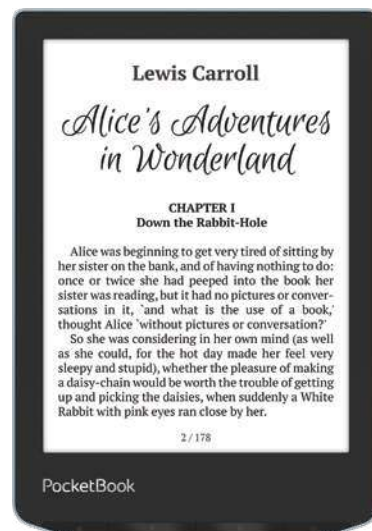 Lewis Carroll
Alice's Adventures
in Wonderland
CHAPTER I
Down the Rabbit-Hole
Alice was beginning to get very tired of sitting by
her sister on the bank, and of having nothing to do:
once or twice she had peeped into the book her
sister was reading, but it had no pictures or conver-
sations in it, `and what is the use of a book,'
thought Alice `without pictures or conversation?'
So she was considering in her own mind (as well
as she could, for the hot day made her feel very
sleepy and stupid), whether the pleasure of making
a daisy-chain would be worth the trouble of getting
up and picking the daisies, when suddenly a White
Rabbit with pink eyes ran close by her.
2 / 178
PocketBook